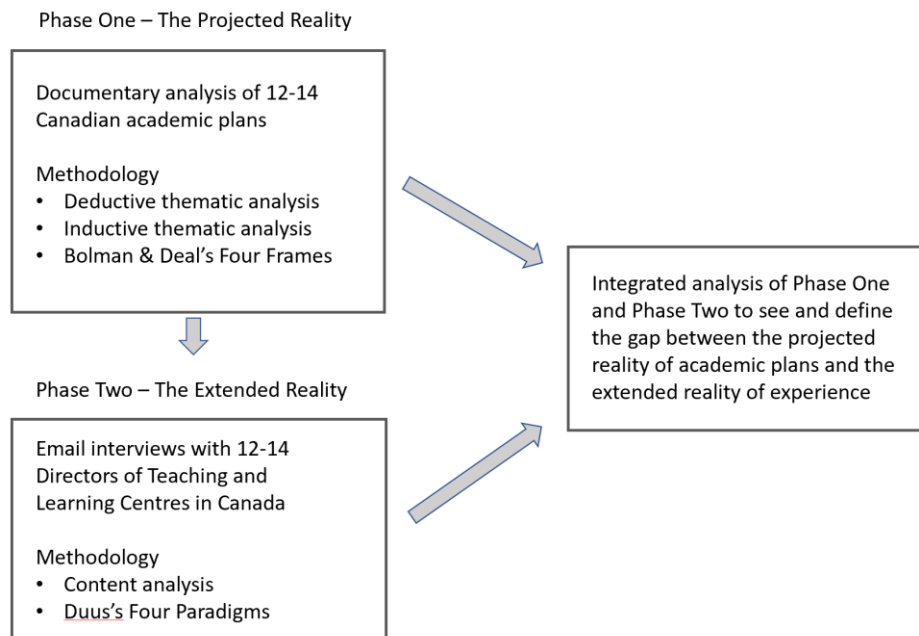 Phase One – The Projected Reality
Documentary analysis of 12-14
Canadian academic plans
Methodology
• Deductive thematic analysis
• Inductive thematic analysis
• Bolman & Deal's Four Frames
Phase Two – The Extended Reality
Email interviews with 12-14
Directors of Teaching and
Learning Centres in Canada
Methodology
• Content analysis
• Duus's Four Paradigms
Integrated analysis of Phase One
and Phase Two to see and define
the gap between the projected
reality of academic plans and the
extended reality of experience